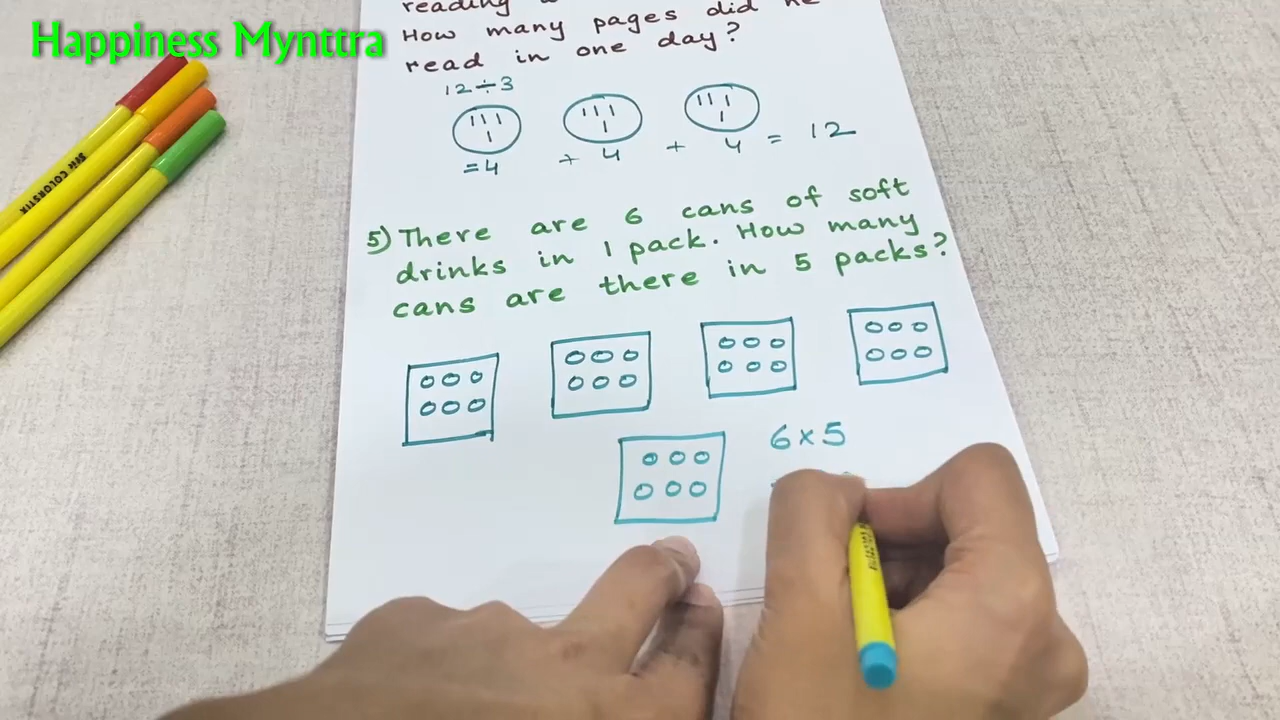 Happiness Mynttra
reading
How many pages did he
read in one day?
12÷3
=4 + 4 + 4 = 12
5) There are 6 cans of soft
drinks in 1 pack. How many
cans are there in 5 packs?
6×5